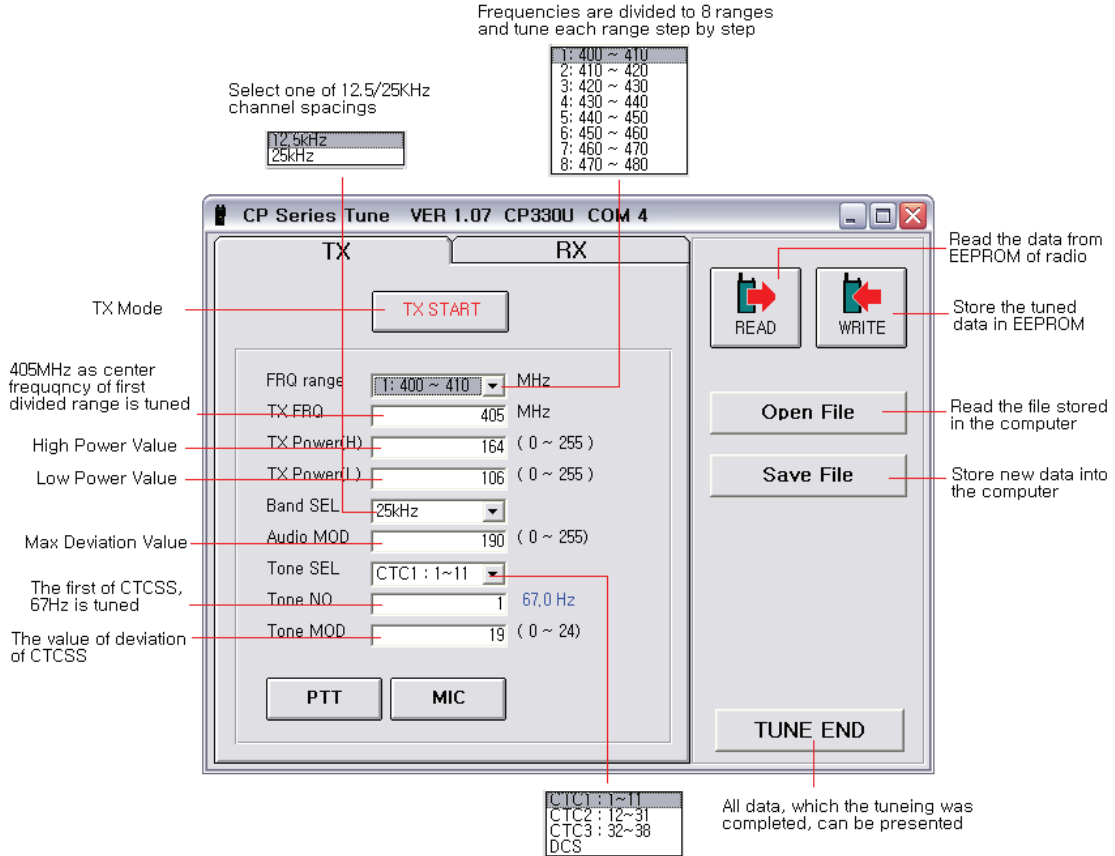 Frequencies are divided to 8 ranges
and tune each range step by step
1: 400 ~ 410
2: 410 ~ 420
3: 420 ~ 430
4: 430 ~ 440
5: 440 ~ 450
6: 450 ~ 460
7: 460 ~ 470
8: 470 ~ 480
Select one of 12.5/25KHz
channel spacings
12,5kHz
25kHz
CP Series Tune VER 1.07 CP330U COM 4
TX
RX
TX Mode
TX START
READ
WRITE
Read the data from
EEPROM of radio
Store the tuned
data in EEPROM
405MHz as center
frequqncy of first
divided range is tuned
FRQ range
1: 400 ~ 410
MHz
TX FRQ
405
MHz
High Power Value
TX Power(H)
164
( 0 ~ 255 )
Low Power Value
TX Power(L)
106
( 0 ~ 255 )
Band SEL
25kHz
Max Deviation Value
Audio MOD
190
( 0 ~ 255)
Tone SEL
CTC1 : 1~11
The first of CTCSS,
67Hz is tuned
Tone NO
1
67,0 Hz
The value of deviation
of CTCSS
Tone MOD
19
( 0 ~ 24)
PTT
MIC
Open File
Read the file stored
in the computer
Save File
Store new data into
the computer
TUNE END
CTC1 : 1~11
CTC2 : 12~31
CTC3 : 32~38
DCS
All data, which the tuneing was
completed, can be presented